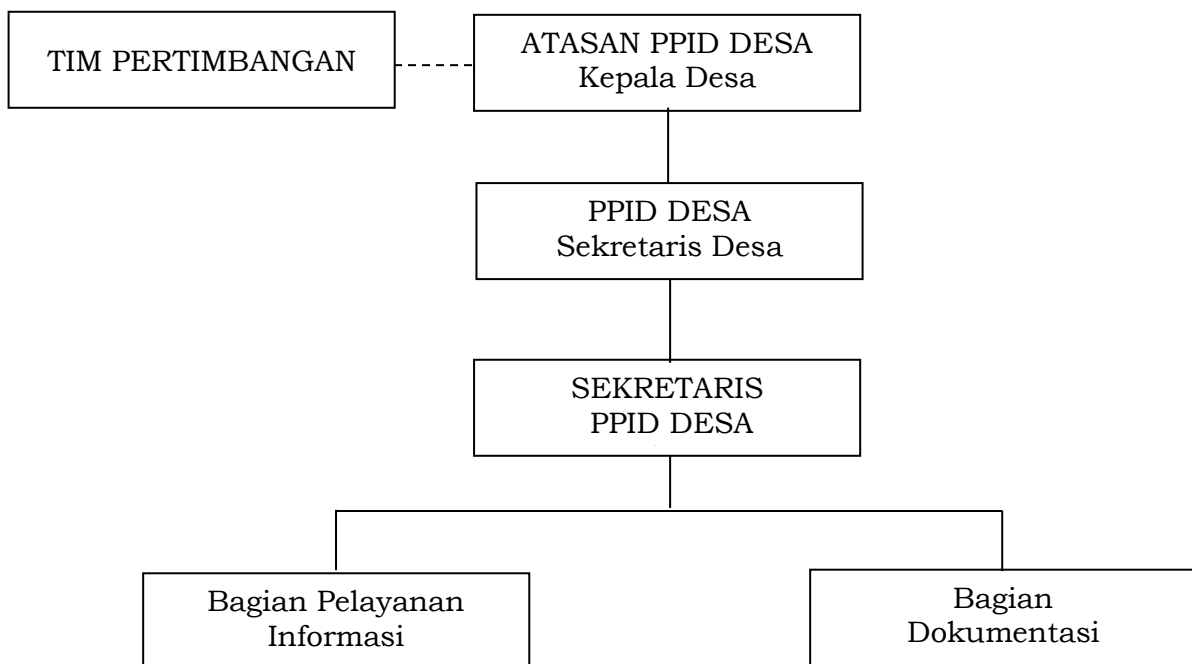 TIM PERTIMBANGAN
ATASAN PPID DESA
Kepala Desa
PPID DESA
Sekretaris Desa
SEKRETARIS
PPID DESA
Bagian Pelayanan
Informasi
Bagian
Dokumentasi